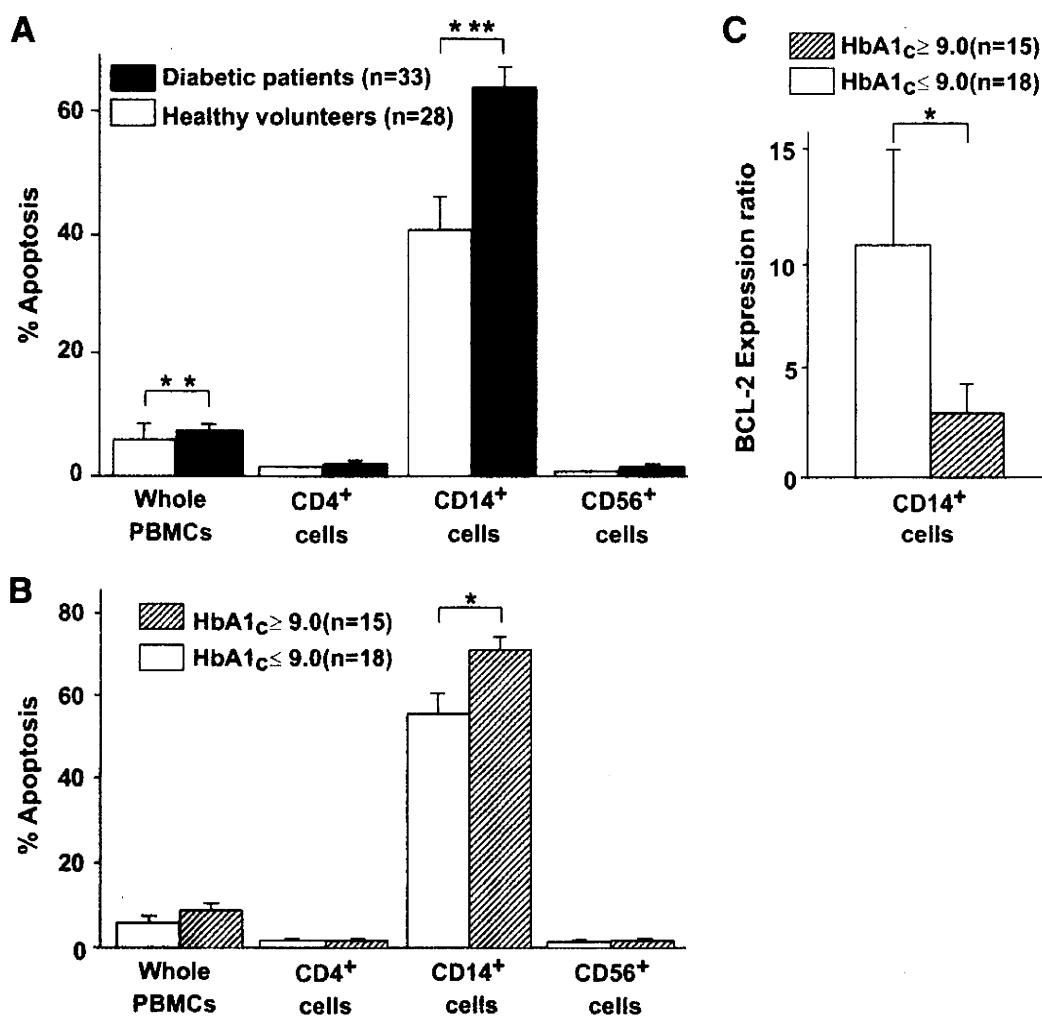 A
***
Diabetic patients (n=33)
Healthy volunteers (n=28)
% Apoptosis
60
40
20
0
* *
Whole PBMCs
CD4+ cells
CD14+ cells
CD56+ cells
B
HbA1c≥ 9.0(n=15)
HbA1c≤ 9.0(n=18)
*
% Apoptosis
80
60
40
20
0
Whole PBMCs
CD4+ cells
CD14+ cells
CD56+ cells
C
HbA1c≥ 9.0(n=15)
HbA1c≤ 9.0(n=18)
*
BCL-2 Expression ratio
15
10
5
0
CD14+ cells